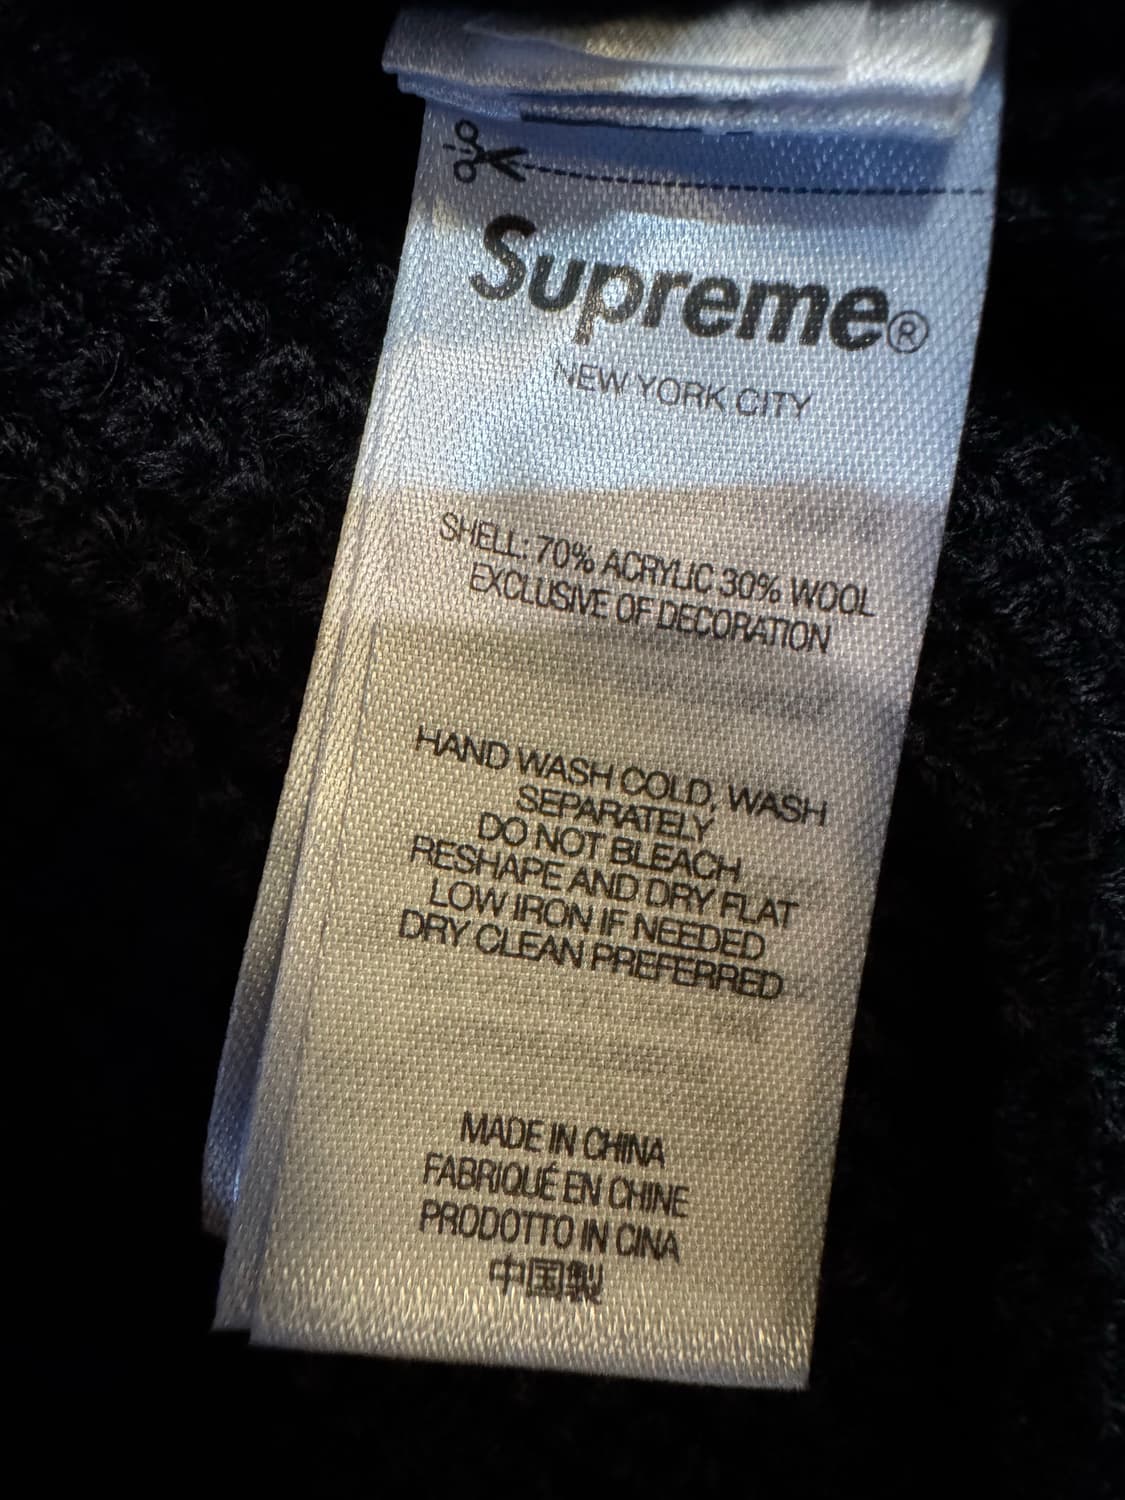 Supreme®
NEW YORK CITY
SHELL: 70% ACRYLIC 30% WOOL
EXCLUSIVE OF DECORATION
HAND WASH COLD, WASH
SEPARATELY
DO NOT BLEACH
RESHAPE AND DRY FLAT
LOW IRON IF NEEDED
DRY CLEAN PREFERRED
MADE IN CHINA
FABRIQUÉ EN CHINE
PRODOTTO IN CINA
中国製